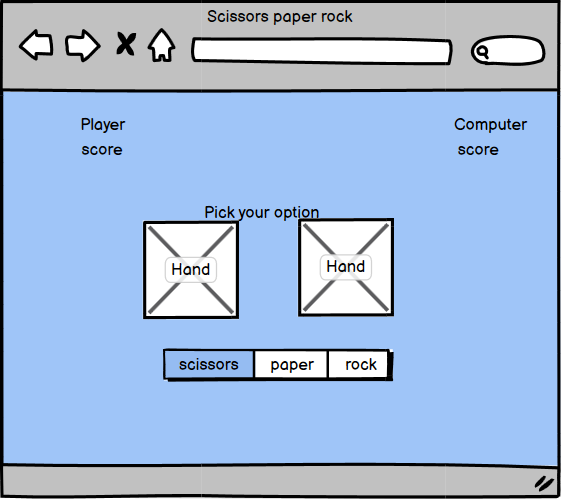 Scissors paper rock
Player
score
Computer
score
Pick your option
Hand
Hand
scissors paper rock